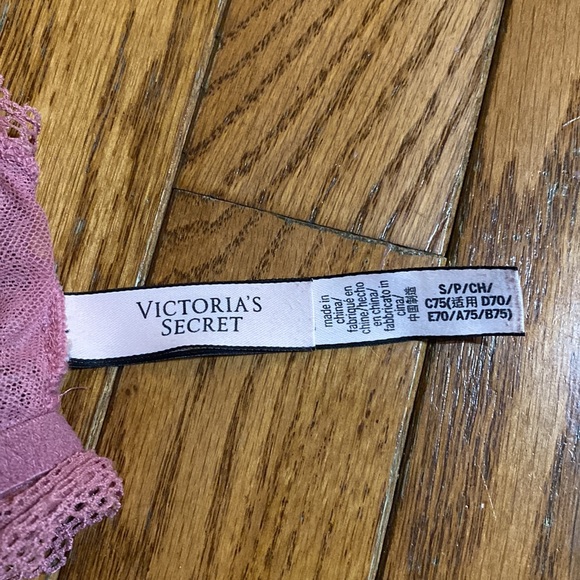 VICTORIA'S
SECRET
made in
china/
fabriqué en
chine/hecho
en china/
fabbricato in
cina/
中国制造
S/P/CH/
C75(适用 D70/
E70/A75/B75)